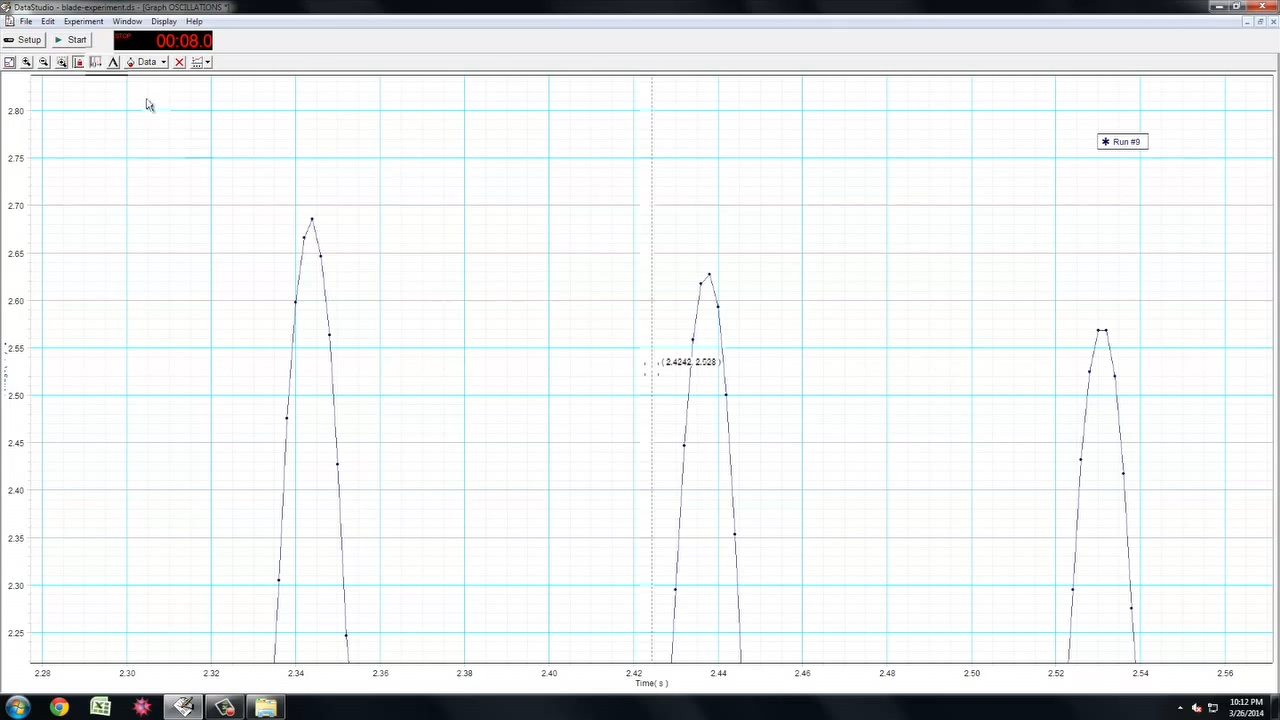 DataStudio - blade-experiment.ds - [Graph OSCILLATIONS *]
File Edit Experiment Window Display Help
Setup Start STOP 00:08.0
Data
2.80
Run #9
2.75
2.70
2.65
2.60
2.55
( 2.4242, 2.528 )
2.50
2.45
2.40
2.35
2.30
2.25
2.28 2.30 2.32 2.34 2.36 2.38 2.40 2.42 2.44 2.46 2.48 2.50 2.52 2.54 2.56
Time( s )
10:12 PM
3/26/2014